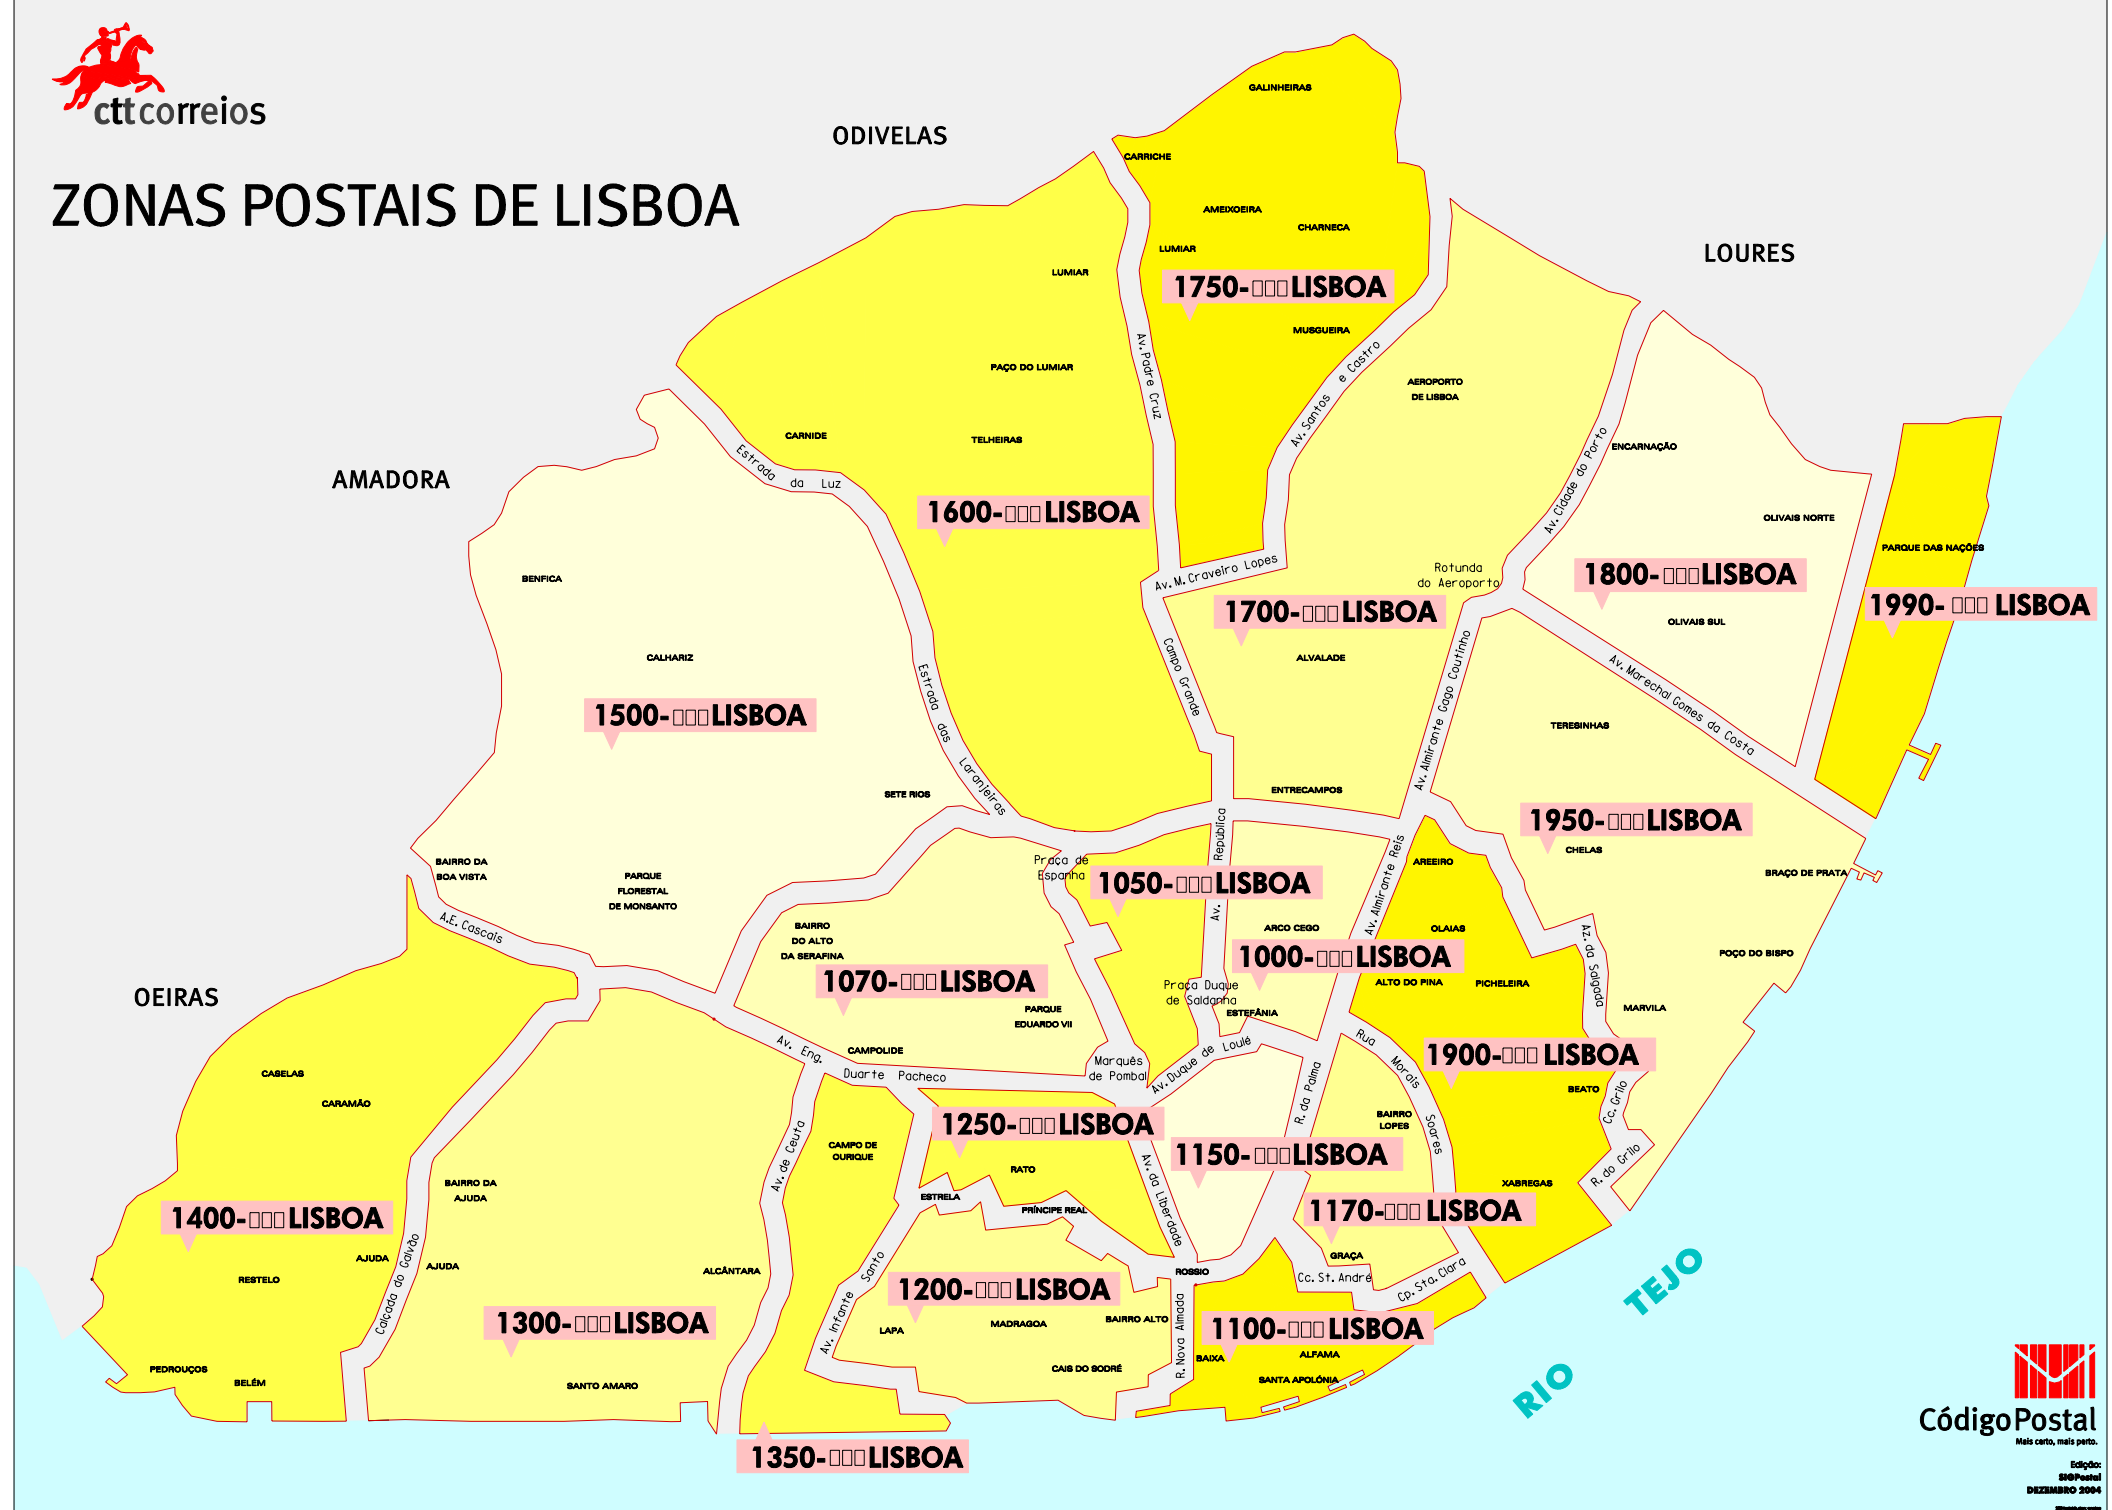 cttcorreios
ZONAS POSTAIS DE LISBOA
ODIVELAS
LOURES
AMADORA
OEIRAS
GALINHEIRAS
CARRICHE
AMEIXOEIRA
CHARNECA
LUMIAR
1750-□□□LISBOA
MUSGUEIRA
LUMIAR
PAÇO DO LUMIAR
CARNIDE
TELHEIRAS
1600-□□□LISBOA
Av. Padre Cruz
Av. Santos e Castro
AEROPORTO
DE LISBOA
Av. Cidade do Porto
ENCARNAÇÃO
OLIVAIS NORTE
1800-□□□LISBOA
OLIVAIS SUL
PARQUE DAS NAÇÕES
1990-□□□ LISBOA
Estrada da Luz
BENFICA
CALHARIZ
1500-□□□LISBOA
SETE RIOS
BAIRRO DA
BOA VISTA
PARQUE
FLORESTAL
DE MONSANTO
Estrada das Laranjeiras
Av. M. Craveiro Lopes
Rotunda
do Aeroporto
1700-□□□LISBOA
ALVALADE
Campo Grande
ENTRECAMPOS
Av. Almirante Gago Coutinho
Av. Marechal Gomes da Costa
TERESINHAS
1950-□□□LISBOA
CHELAS
BRAÇO DE PRATA
POÇO DO BISPO
MARVILA
A.E. Cascais
BAIRRO
DO ALTO
DA SERAFINA
1070-□□□LISBOA
PARQUE
EDUARDO VII
CAMPOLIDE
Praça de
Espanha
1050-□□□LISBOA
Av. República
Praça Duque
de Saldanha
ARCO CEGO
1000-□□□LISBOA
ESTEFÂNIA
Av. Almirante Reis
AREEIRO
OLAIAS
ALTO DO PINA
PICHELEIRA
1900-□□□LISBOA
BEATO
XABREGAS
Az. da Salgada
Cc. Grilo
R. do Grilo
Av. Eng.
Duarte Pacheco
Marquês
de Pombal
Av. Duque de Loulé
R. da Palma
Rua Morais Soares
BAIRRO
LOPES
1150-□□□LISBOA
1170-□□□LISBOA
GRAÇA
Cc. St. André
Cp. Sta. Clara
1250-□□□LISBOA
RATO
ESTRELA
PRÍNCIPE REAL
Av. da Liberdade
ROSSIO
CAMPO DE
OURIQUE
Av. de Ceuta
Av. Infante Santo
1200-□□□LISBOA
LAPA
MADRAGOA
BAIRRO ALTO
CAIS DO SODRÉ
R. Nova Almada
1100-□□□LISBOA
BAIXA
ALFAMA
SANTA APOLÓNIA
CASELAS
CARAMÃO
1400-□□□LISBOA
RESTELO
AJUDA
PEDROUÇOS
BELÉM
Calçada do Galvão
BAIRRO DA
AJUDA
AJUDA
ALCÂNTARA
1300-□□□LISBOA
SANTO AMARO
1350-□□□LISBOA
RIO TEJO
CódigoPostal
Mais certo, mais perto.
Edição:
SIGPostal
DEZEMBRO 2004